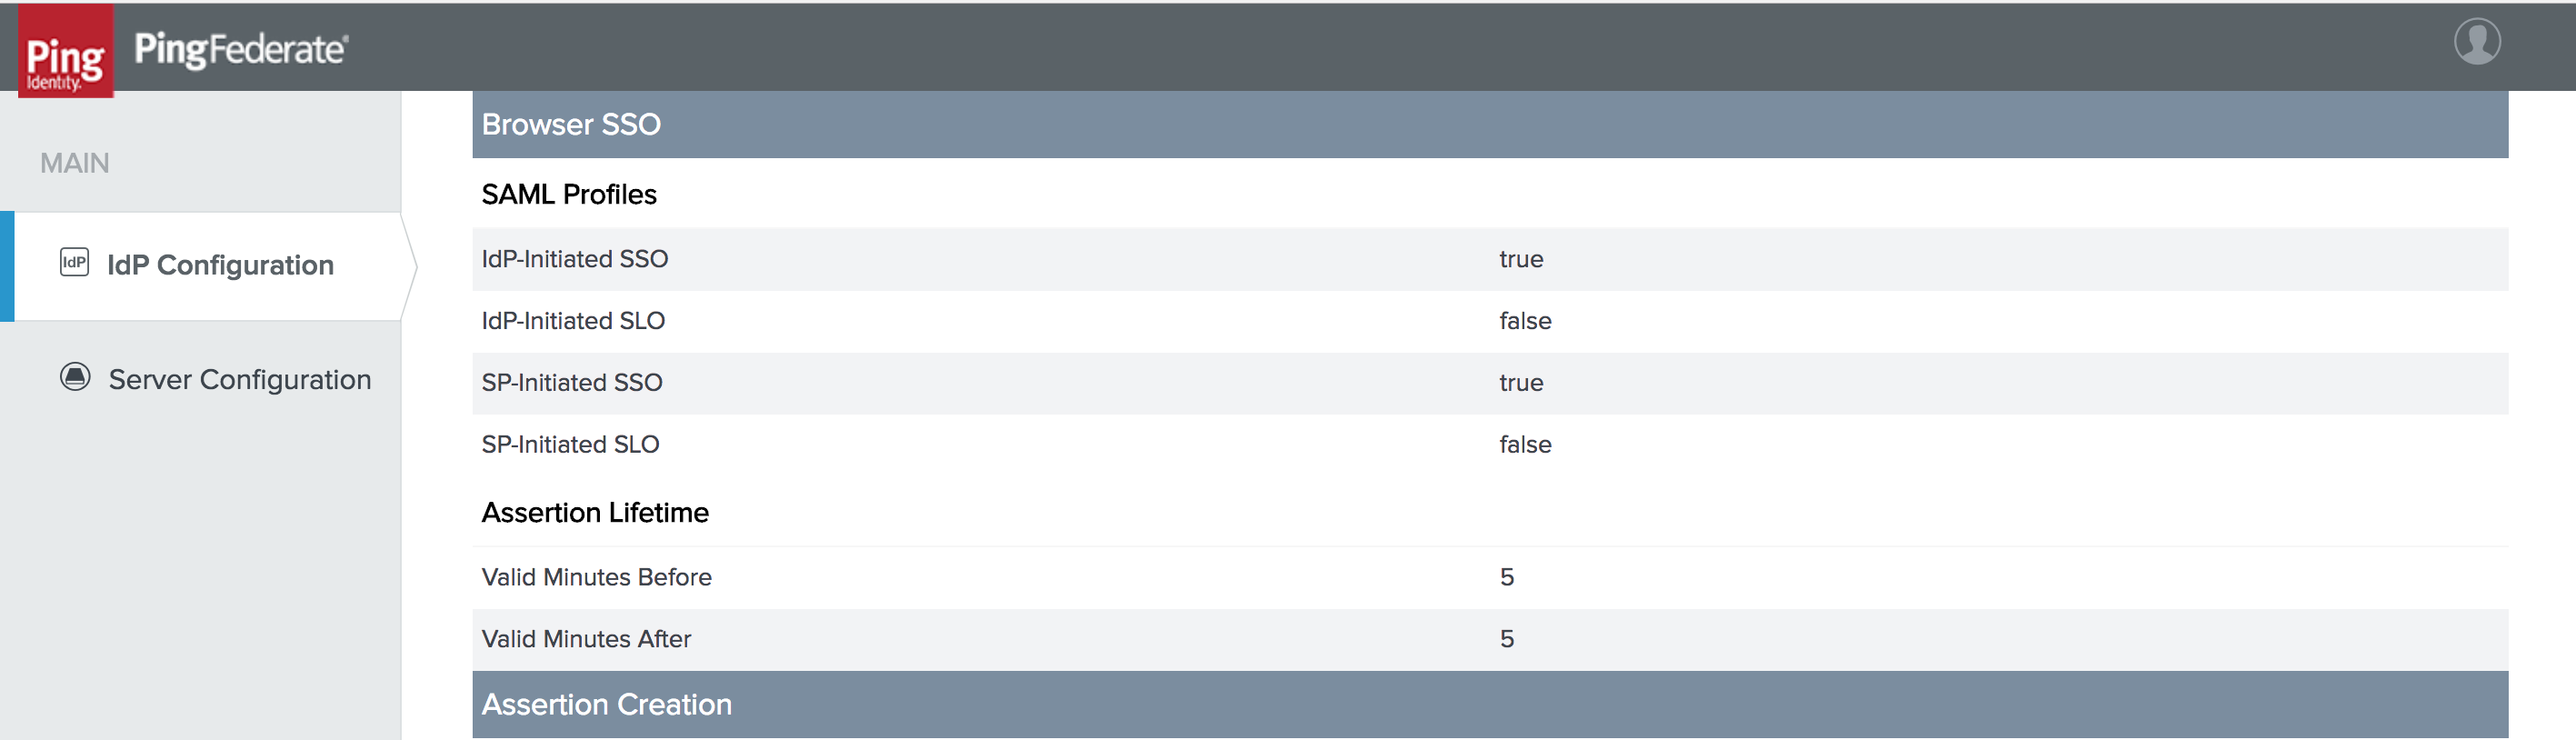 Ping
Identity.
PingFederate®
MAIN
IdP IdP Configuration
Server Configuration
Browser SSO
SAML Profiles
IdP-Initiated SSO true
IdP-Initiated SLO false
SP-Initiated SSO true
SP-Initiated SLO false
Assertion Lifetime
Valid Minutes Before 5
Valid Minutes After 5
Assertion Creation